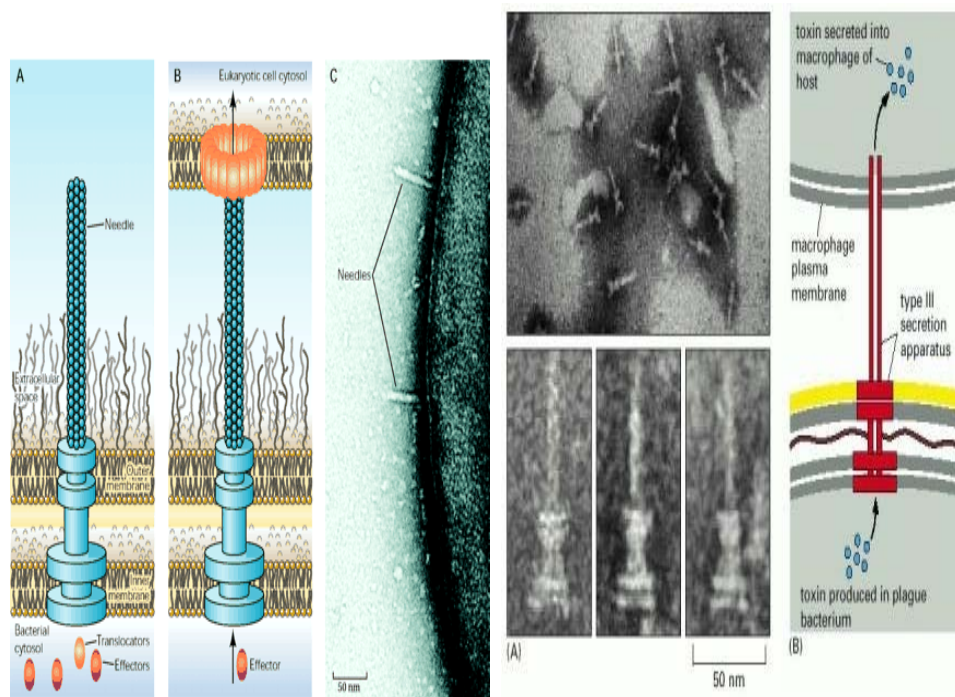 A
Needle
Extracellular
space
Outer
membrane
Inner
membrane
Bacterial
cytosol
Translocators
Effectors
B
Eukaryotic cell cytosol
Effector
C
Needles
50 nm
(A)
50 nm
toxin secreted into
macrophage of
host
macrophage
plasma
membrane
type III
secretion
apparatus
toxin produced in plague
bacterium
(B)